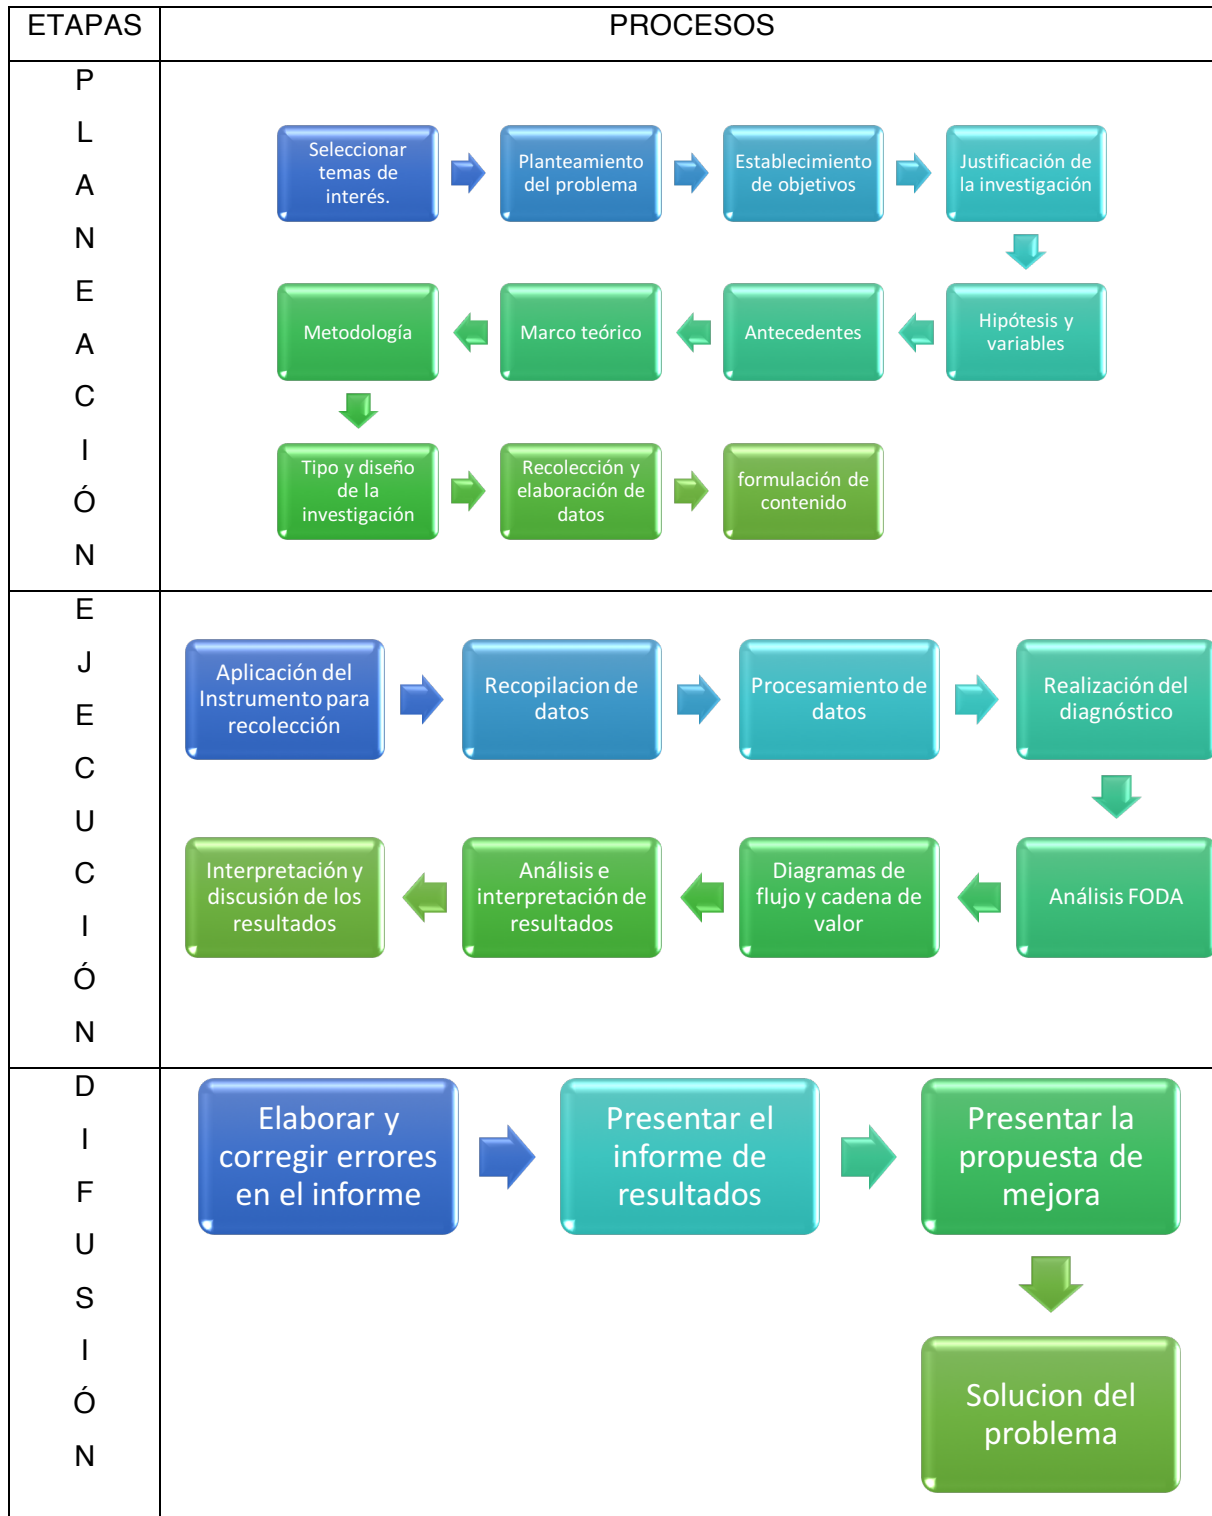 ETAPAS
PROCESOS
P
L
A
N
E
A
C
I
Ó
N
Seleccionar
temas de
interés.
Planteamiento
del problema
Establecimiento
de objetivos
Justificación de
la investigación
Hipótesis y
variables
Antecedentes
Marco teórico
Metodología
Tipo y diseño
de la
investigación
Recolección y
elaboración de
datos
formulación de
contenido
E
J
E
C
U
C
I
Ó
N
Aplicación del
Instrumento para
recolección
Recopilacion de
datos
Procesamiento de
datos
Realización del
diagnóstico
Análisis FODA
Diagramas de
flujo y cadena de
valor
Análisis e
interpretación de
resultados
Interpretación y
discusión de los
resultados
D
I
F
U
S
I
Ó
N
Elaborar y
corregir errores
en el informe
Presentar el
informe de
resultados
Presentar la
propuesta de
mejora
Solucion del
problema